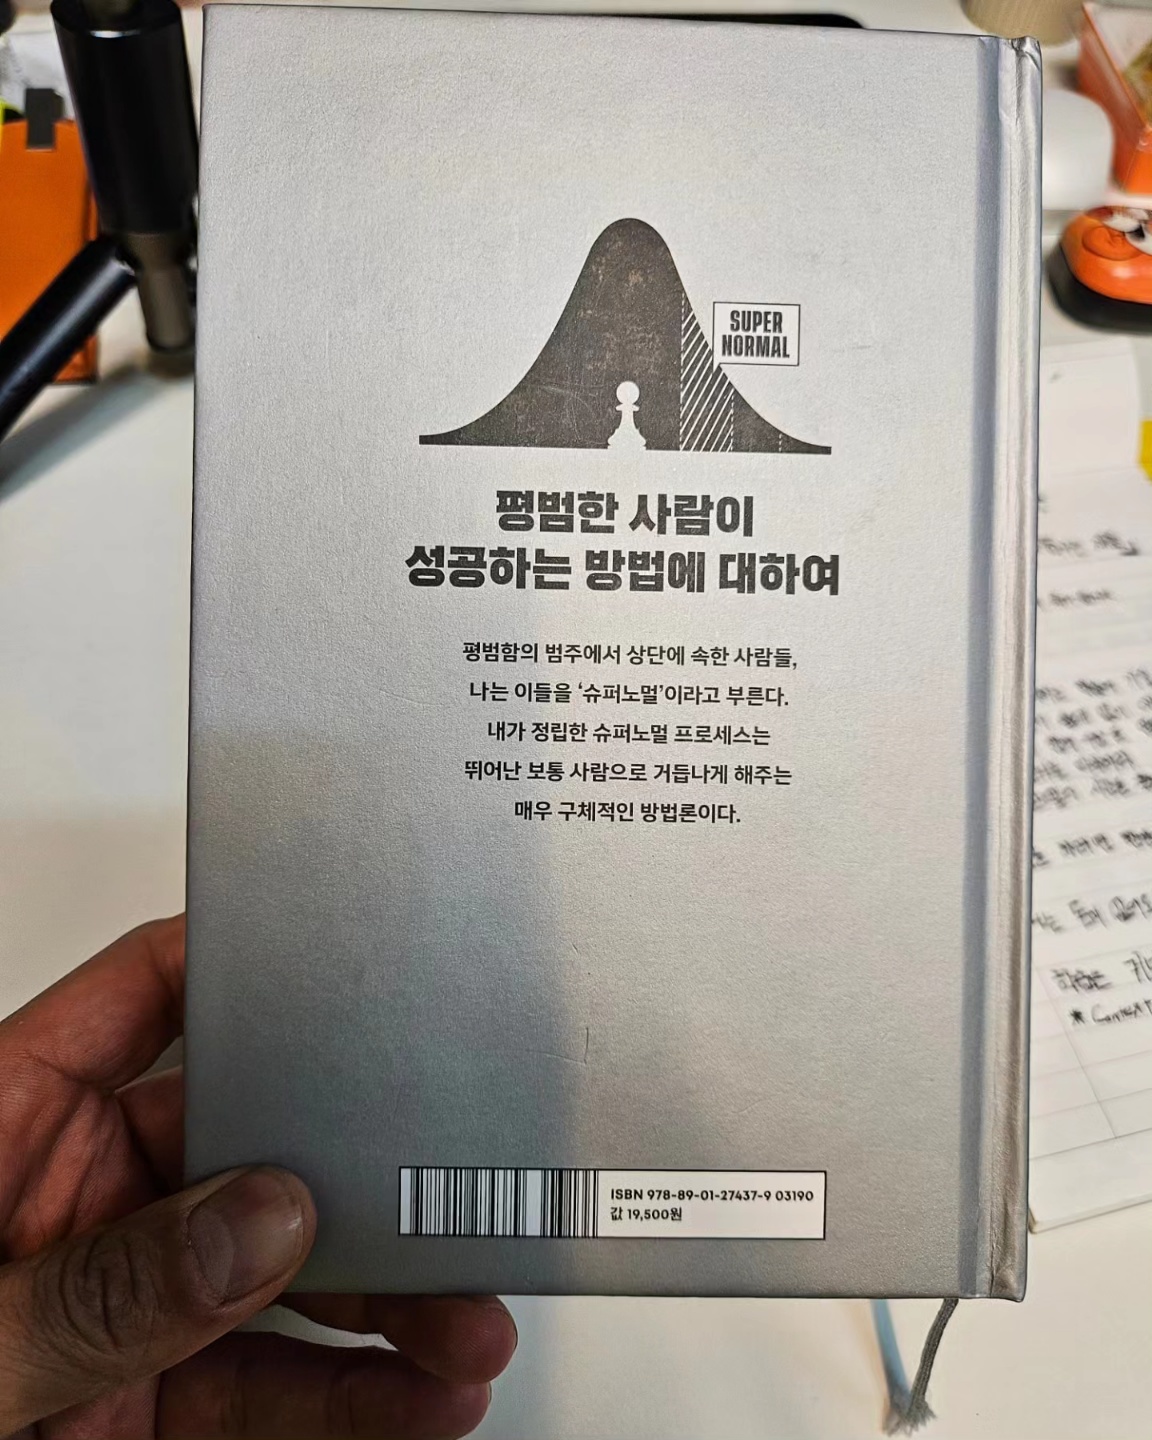 SUPER
NORMAL
평범한 사람이
성공하는 방법에 대하여
평범함의 범주에서 상단에 속한 사람들,
나는 이들을 ‘슈퍼노멀’이라고 부른다.
내가 정립한 슈퍼노멀 프로세스는
뛰어난 보통 사람으로 거듭나게 해주는
매우 구체적인 방법론이다.
ISBN 978-89-01-27437-9 03190
값 19,500원